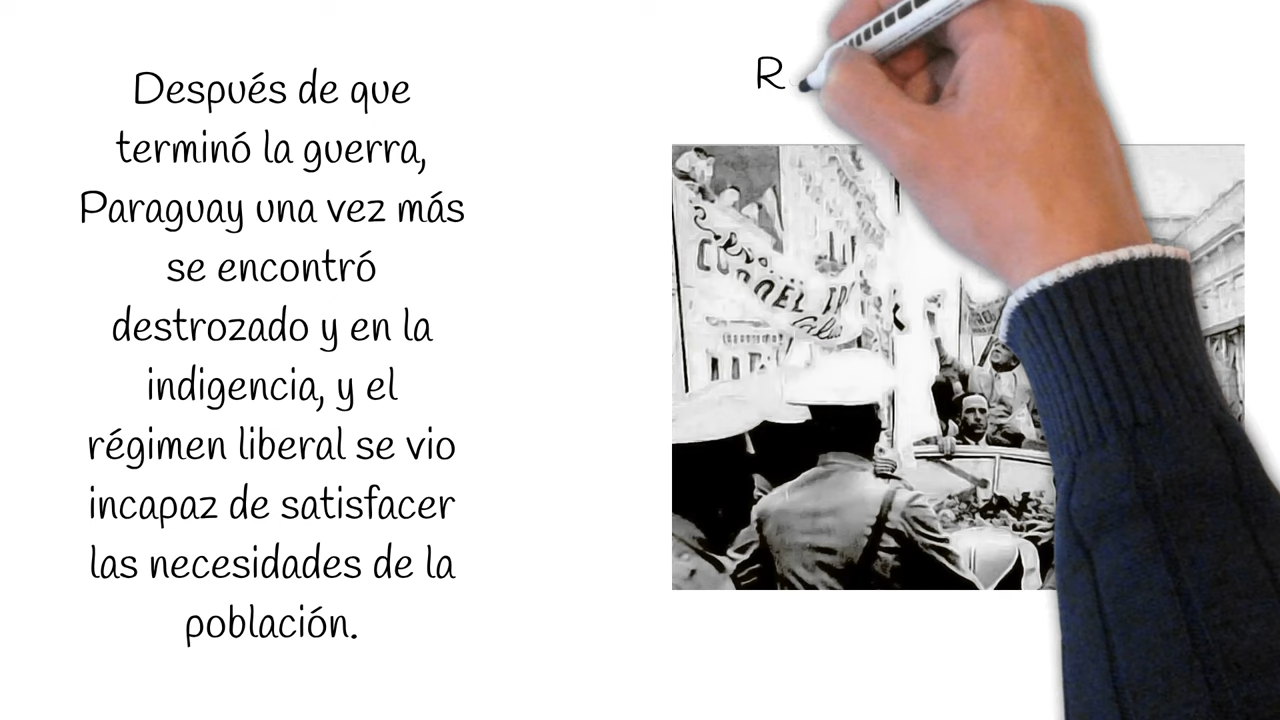 Después de que
terminó la guerra,
Paraguay una vez más
se encontró
destrozado y en la
indigencia, y el
régimen liberal se vio
incapaz de satisfacer
las necesidades de la
población.
R